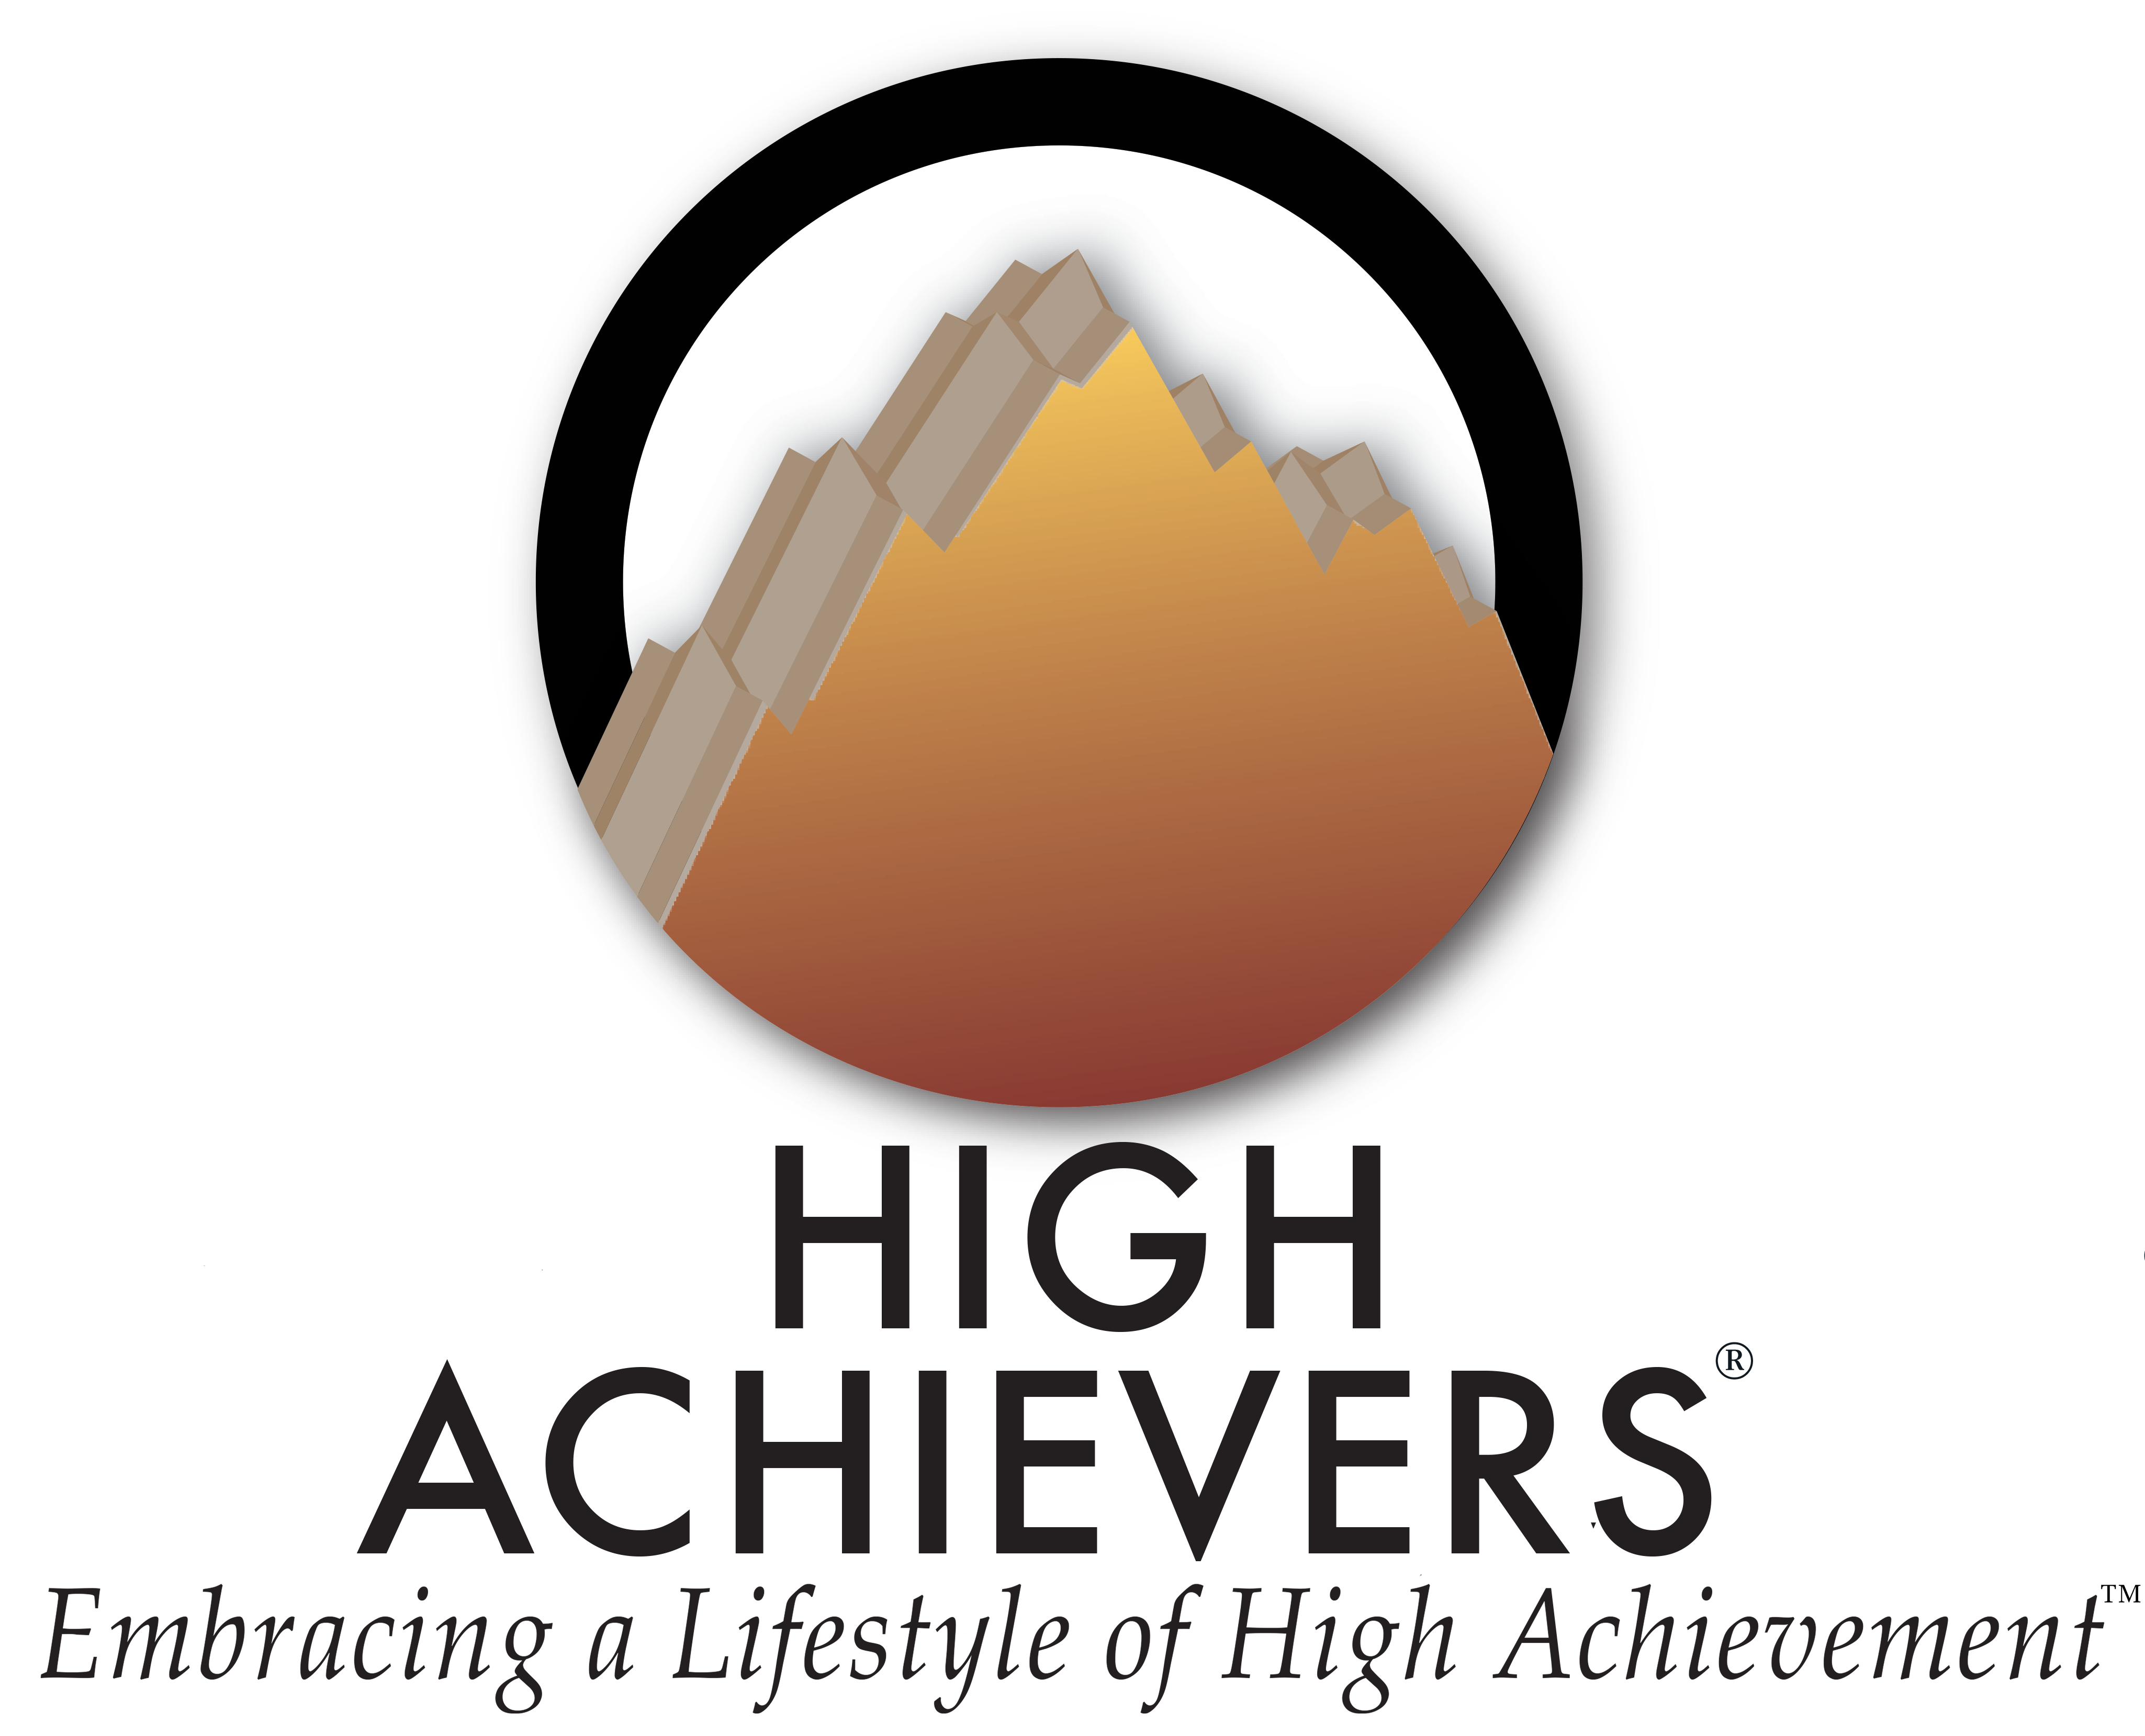 HIGH
ACHIEVERS®
Embracing a Lifestyle of High Achievement™